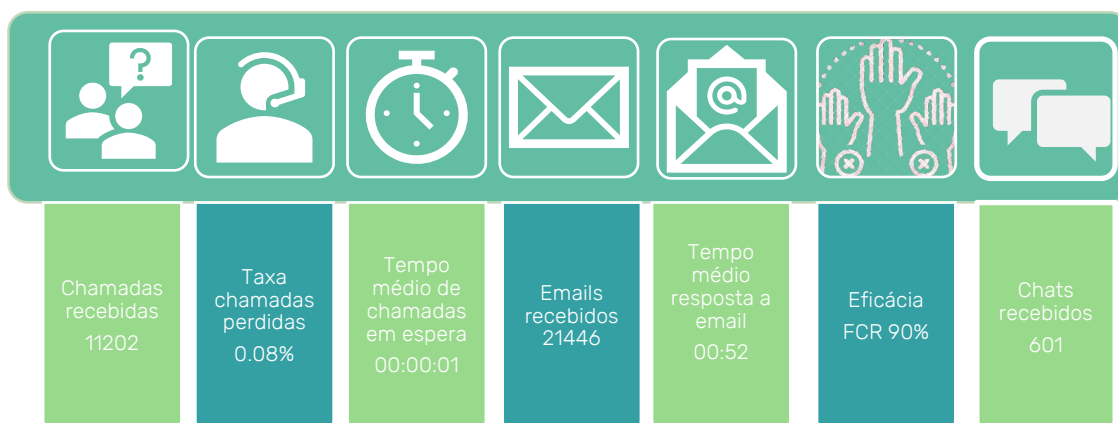 ?
@
Chamadas
recebidas
11202
Taxa
chamadas
perdidas
0.08%
Tempo
médio de
chamadas
em espera
00:00:01
Emails
recebidos
21446
Tempo
médio
resposta a
email
00:52
Eficácia
FCR 90%
Chats
recebidos
601